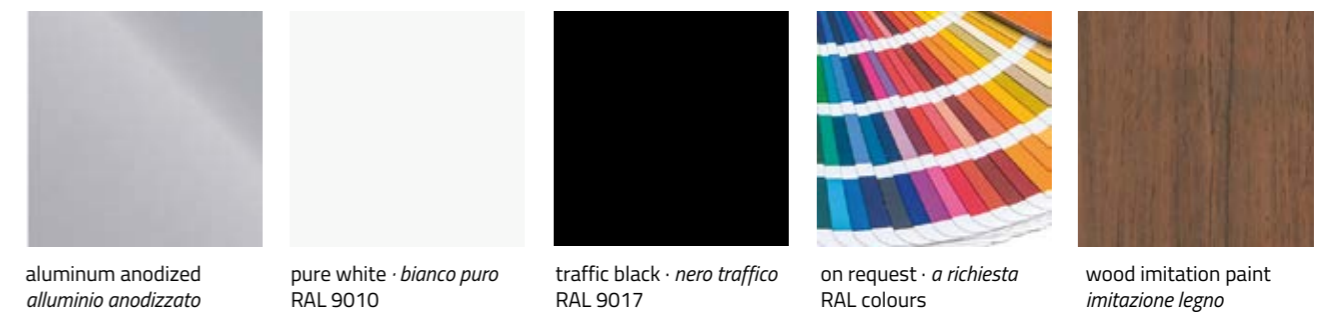 aluminum anodized
alluminio anodizzato
pure white · bianco puro
RAL 9010
traffic black · nero traffico
RAL 9017
on request · a richiesta
RAL colours
wood imitation paint
imitazione legno